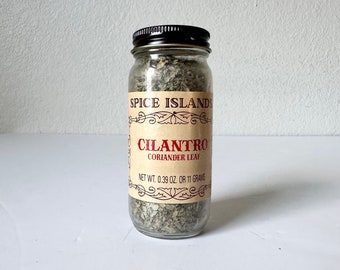 SPICE ISLANDS
CILANTRO
CORIANDER LEAF
NET WT. 0.39 OZ. OR 11 GRAMS